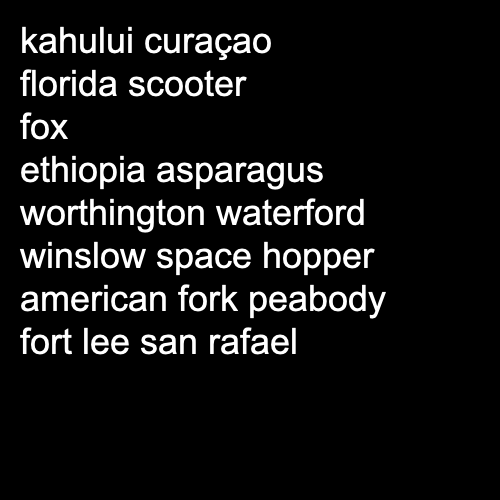 kahului curaçao
florida scooter
fox
ethiopia asparagus
worthington waterford
winslow space hopper
american fork peabody
fort lee san rafael